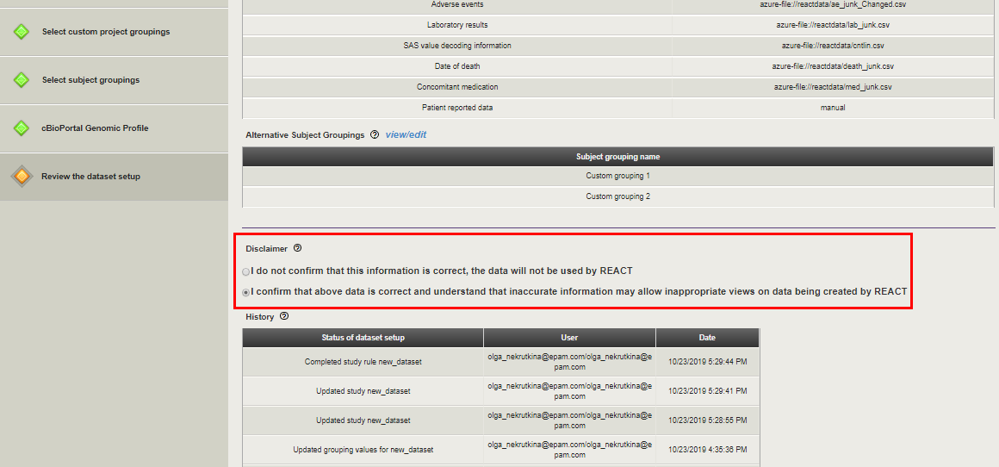 Select custom project groupings
Select subject groupings
cBioPortal Genomic Profile
Review the dataset setup
Adverse events azure-file://reactdata/ae_junk_Changed.csv
Laboratory results azure-file://reactdata/lab_junk.csv
SAS value decoding information azure-file://reactdata/cntlin.csv
Date of death azure-file://reactdata/death_junk.csv
Concomitant medication azure-file://reactdata/med_junk.csv
Patient reported data manual
Alternative Subject Groupings ? view/edit
Subject grouping name
Custom grouping 1
Custom grouping 2
Disclaimer ?
I do not confirm that this information is correct, the data will not be used by REACT
I confirm that above data is correct and understand that inaccurate information may allow inappropriate views on data being created by REACT
History ?
Status of dataset setup User Date
Completed study rule new_dataset olga_nekrutkina@epam.com/olga_nekrutkina@e
pam.com 10/23/2019 5:29:44 PM
Updated study new_dataset olga_nekrutkina@epam.com/olga_nekrutkina@e
pam.com 10/23/2019 5:29:41 PM
Updated study new_dataset olga_nekrutkina@epam.com/olga_nekrutkina@e
pam.com 10/23/2019 5:28:55 PM
Updated grouping values for new_dataset olga_nekrutkina@epam.com/olga_nekrutkina@e
pam.com 10/23/2019 4:35:36 PM